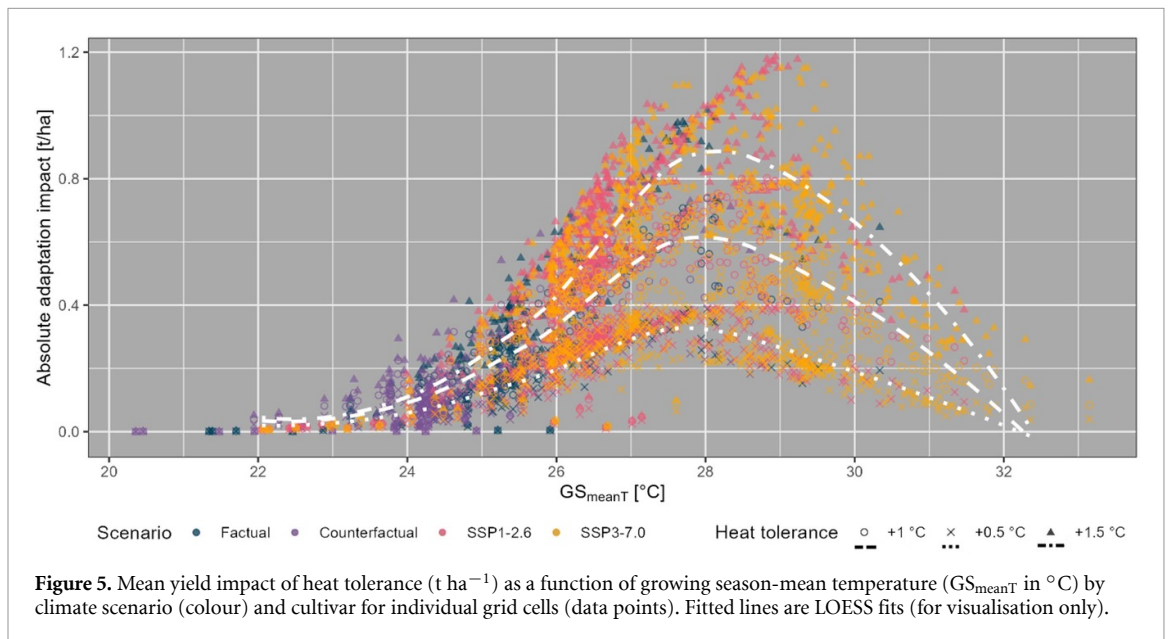 Absolute adaptation impact [t/ha]
1.2
0.8
0.4
0.0
20 22 24 26 28 30 32
GSmeanT [°C]
Scenario Factual Counterfactual SSP1-2.6 SSP3-7.0 Heat tolerance +1 °C +0.5 °C +1.5 °C
Figure 5. Mean yield impact of heat tolerance (t ha−1) as a function of growing season-mean temperature (GSmeanT in °C) by
climate scenario (colour) and cultivar for individual grid cells (data points). Fitted lines are LOESS fits (for visualisation only).